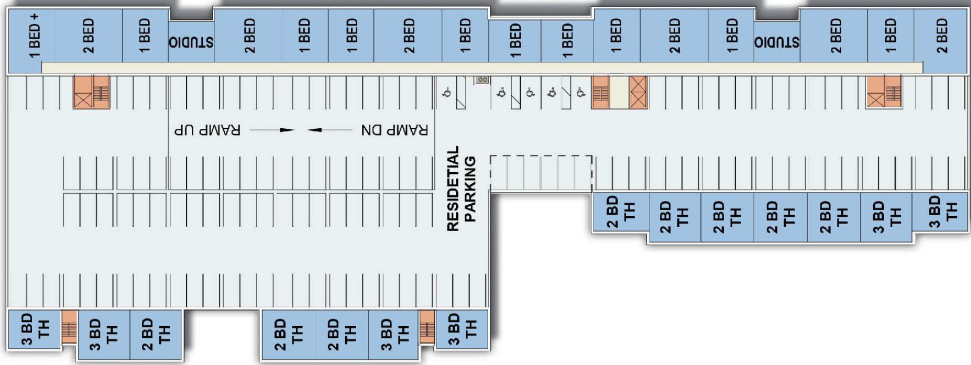 1 BED +
2 BED
1 BED
STUDIO
2 BED
1 BED
1 BED
2 BED
1 BED
1 BED
1 BED
1 BED
2 BED
1 BED
STUDIO
2 BED
1 BED
2 BED
RAMP UP
RAMP DN
RESIDETIAL
PARKING
2 BD
TH
2 BD
TH
2 BD
TH
2 BD
TH
2 BD
TH
3 BD
TH
3 BD
TH
3 BD
TH
3 BD
TH
2 BD
TH
2 BD
TH
2 BD
TH
3 BD
TH
3 BD
TH